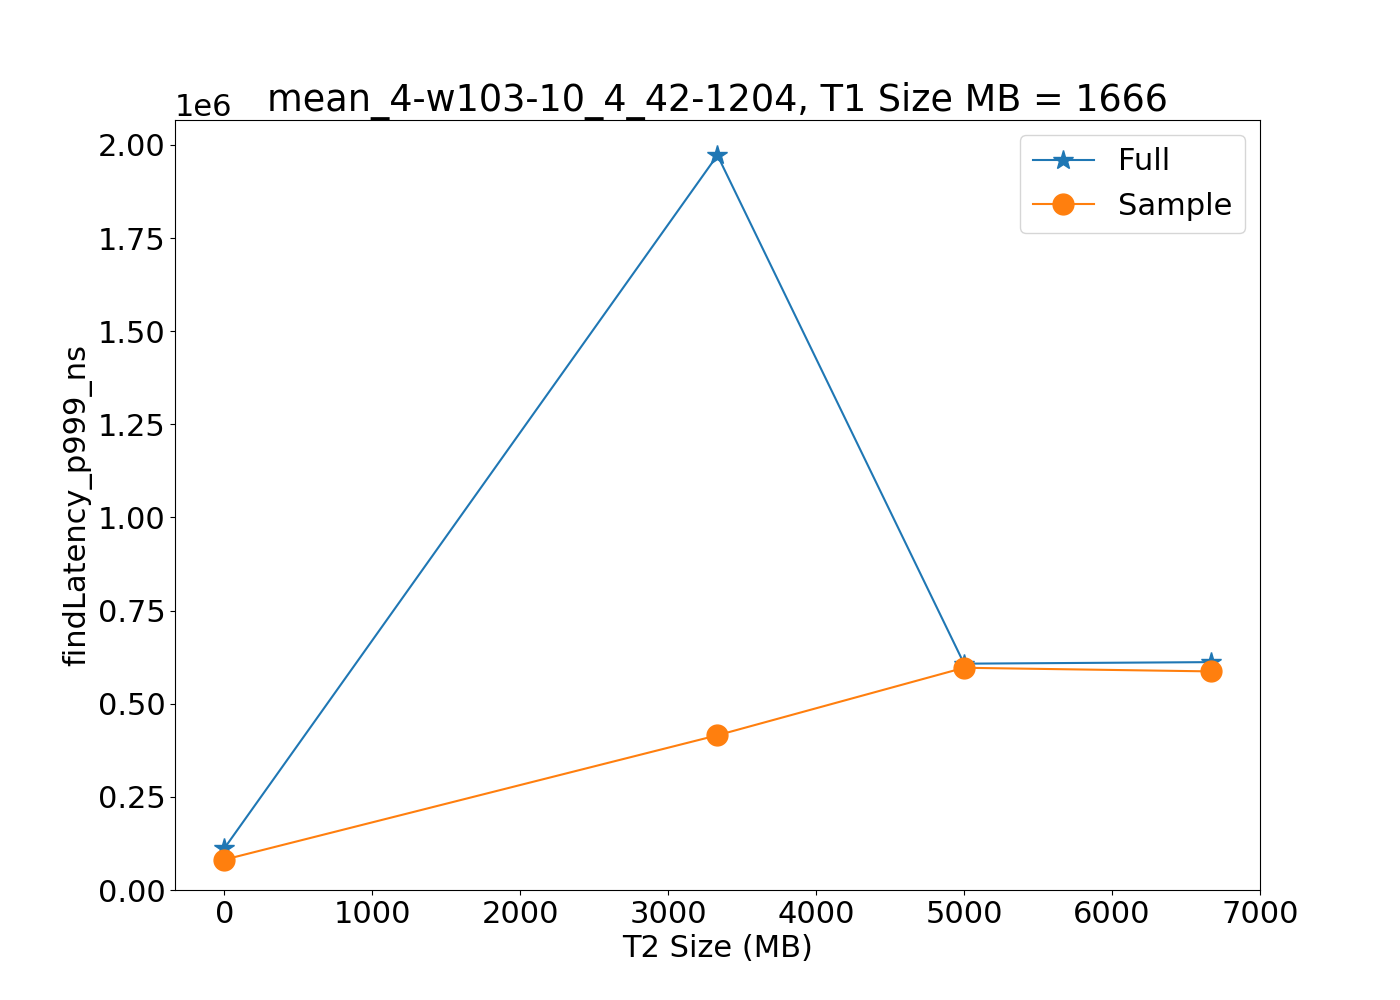 mean_4-w103-10_4_42-1204, T1 Size MB = 1666
1e6
2.00
1.75
1.50
1.25
1.00
0.75
0.50
0.25
0.00
findLatency_p999_ns
Full
Sample
0 1000 2000 3000 4000 5000 6000 7000
T2 Size (MB)